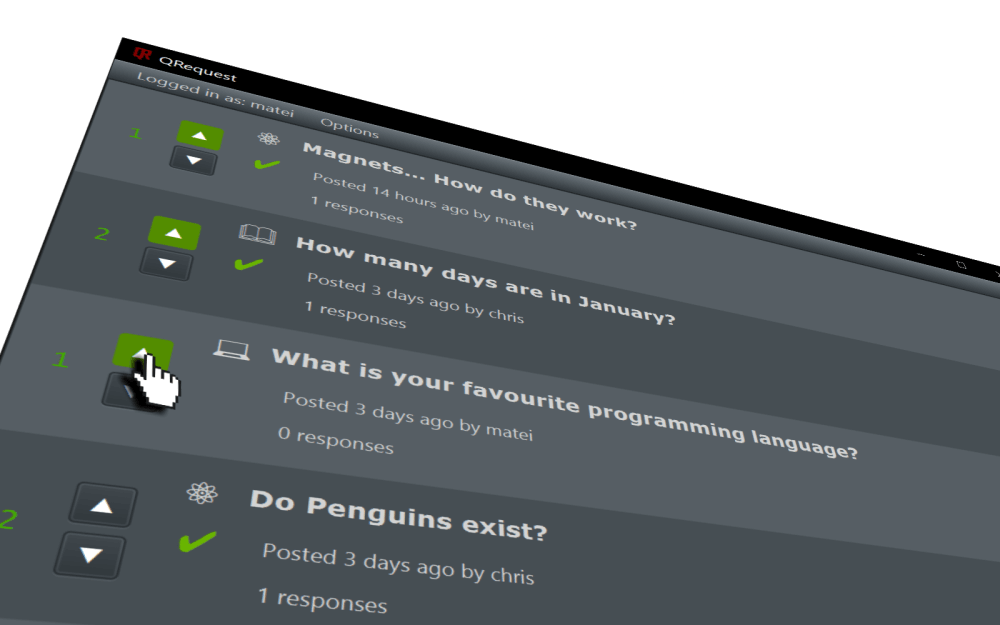 QR QRequest
Logged in as: matei Options
1
Magnets... How do they work?
Posted 14 hours ago by matei
1 responses
2
How many days are in January?
Posted 3 days ago by chris
1 responses
1
What is your favourite programming language?
Posted 3 days ago by matei
0 responses
2
Do Penguins exist?
Posted 3 days ago by chris
1 responses